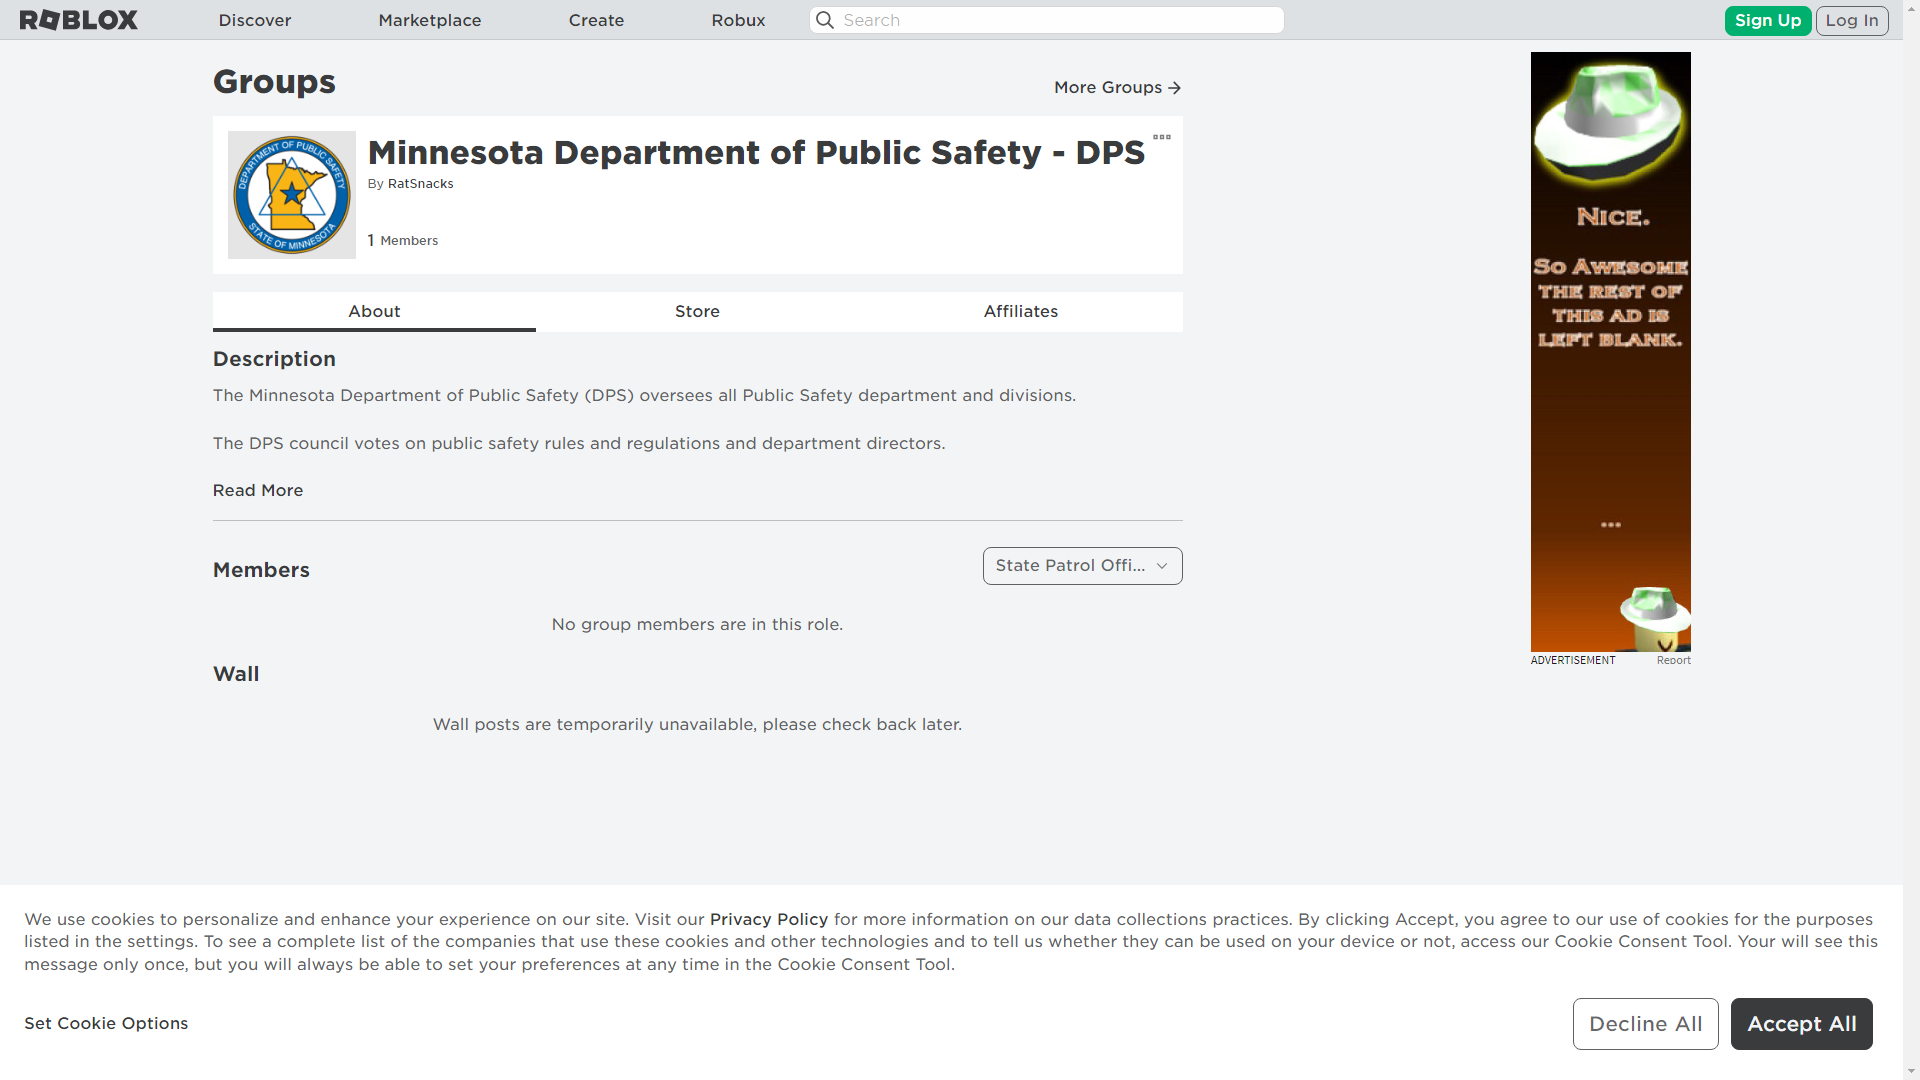 ROBLOX
Discover
Marketplace
Create
Robux
Search
Sign Up
Log In
Groups
More Groups
DEPARTMENT OF PUBLIC SAFETY
STATE OF MINNESOTA
Minnesota Department of Public Safety - DPS
By RatSnacks
1 Members
About
Store
Affiliates
Description
The Minnesota Department of Public Safety (DPS) oversees all Public Safety department and divisions.
The DPS council votes on public safety rules and regulations and department directors.
Read More
Members
State Patrol Offi...
No group members are in this role.
Wall
Wall posts are temporarily unavailable, please check back later.
Nice.
So Awesome
the rest of
this ad is
left blank.
...
ADVERTISEMENT
Report
We use cookies to personalize and enhance your experience on our site. Visit our Privacy Policy for more information on our data collections practices. By clicking Accept, you agree to our use of cookies for the purposes
listed in the settings. To see a complete list of the companies that use these cookies and other technologies and to tell us whether they can be used on your device or not, access our Cookie Consent Tool. Your will see this
message only once, but you will always be able to set your preferences at any time in the Cookie Consent Tool.
Set Cookie Options
Decline All
Accept All